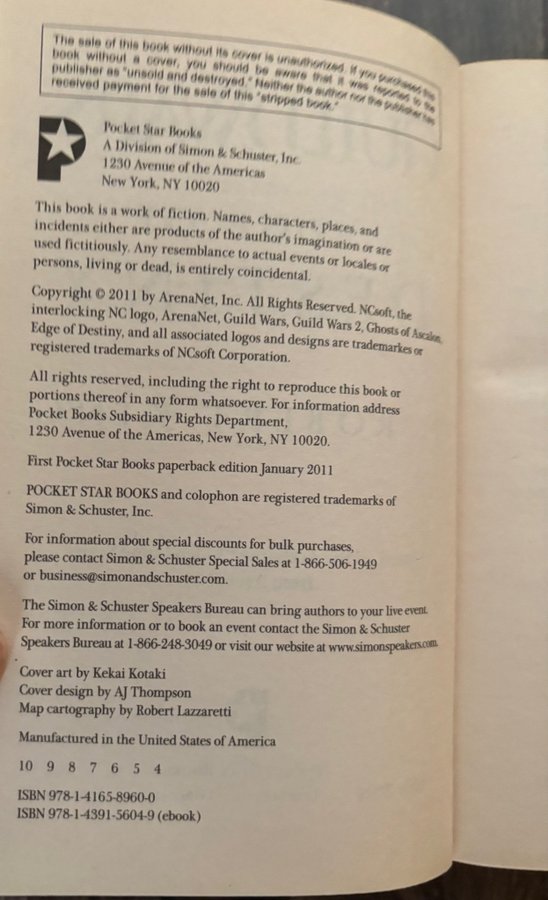 The sale of this book without its cover is unauthorized. If you purchased this
book without a cover, you should be aware that it was reported to the
publisher as "unsold and destroyed." Neither the author nor the publisher has
received payment for the sale of this "stripped book."
Pocket Star Books
A Division of Simon & Schuster, Inc.
1230 Avenue of the Americas
New York, NY 10020
This book is a work of fiction. Names, characters, places, and
incidents either are products of the author's imagination or are
used fictitiously. Any resemblance to actual events or locales or
persons, living or dead, is entirely coincidental.
Copyright © 2011 by ArenaNet, Inc. All Rights Reserved. NCsoft, the
interlocking NC logo, ArenaNet, Guild Wars, Guild Wars 2, Ghosts of Ascalon,
Edge of Destiny, and all associated logos and designs are trademarks or
registered trademarks of NCsoft Corporation.
All rights reserved, including the right to reproduce this book or
portions thereof in any form whatsoever. For information address
Pocket Books Subsidiary Rights Department,
1230 Avenue of the Americas, New York, NY 10020.
First Pocket Star Books paperback edition January 2011
POCKET STAR BOOKS and colophon are registered trademarks of
Simon & Schuster, Inc.
For information about special discounts for bulk purchases,
please contact Simon & Schuster Special Sales at 1-866-506-1949
or business@simonandschuster.com.
The Simon & Schuster Speakers Bureau can bring authors to your live event.
For more information or to book an event contact the Simon & Schuster
Speakers Bureau at 1-866-248-3049 or visit our website at www.simonspeakers.com.
Cover art by Kekai Kotaki
Cover design by AJ Thompson
Map cartography by Robert Lazzaretti
Manufactured in the United States of America
10 9 8 7 6 5 4
ISBN 978-1-4165-8960-0
ISBN 978-1-4391-5604-9 (ebook)